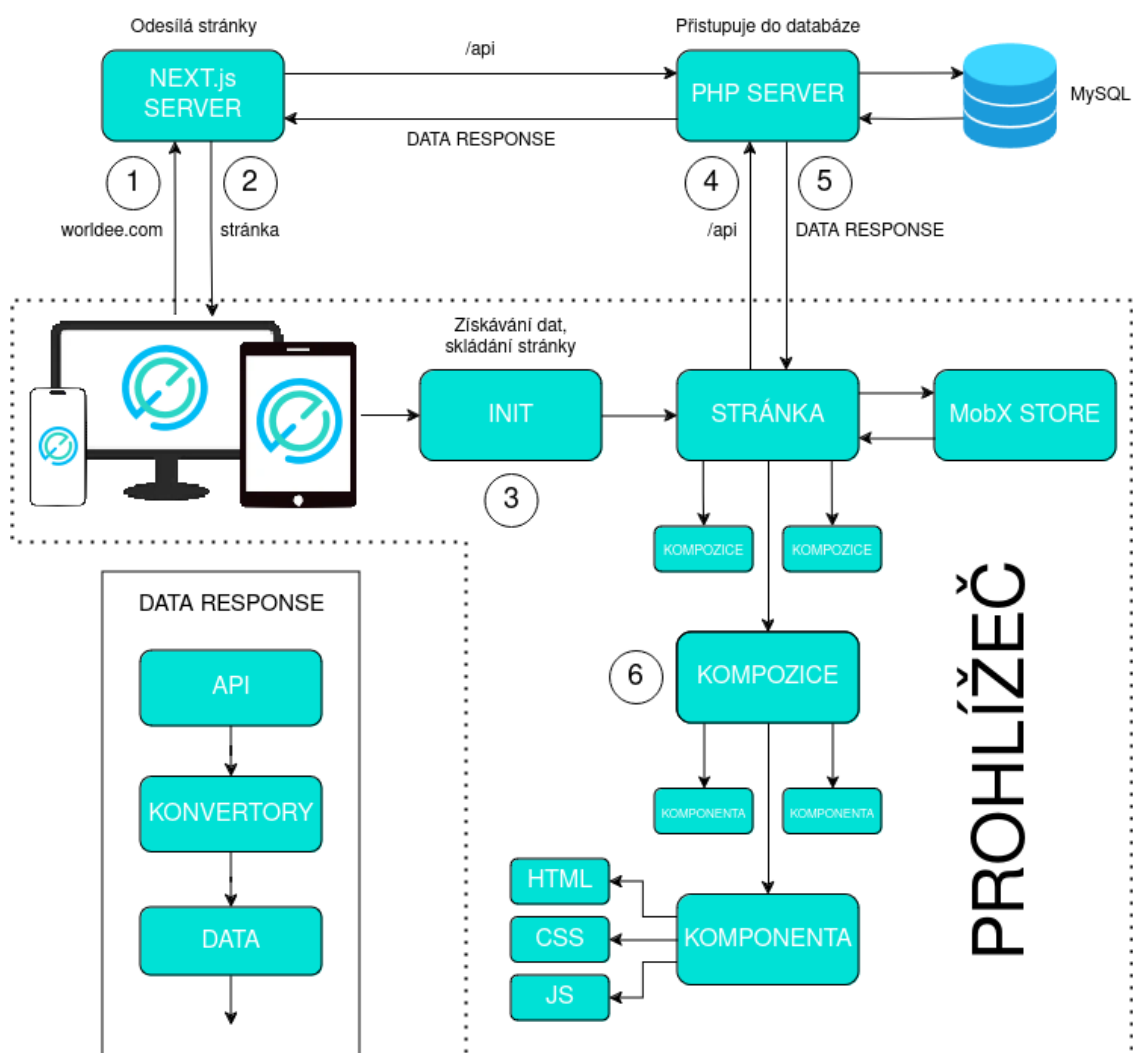 Odesílá stránky
Přistupuje do databáze
NEXT.js
SERVER
/api
PHP SERVER
MySQL
DATA RESPONSE
1
2
4
5
worldee.com
stránka
/api
DATA RESPONSE
Získávání dat,
skládání stránky
INIT
STRÁNKA
MobX STORE
3
KOMPOZICE
KOMPOZICE
PROHLÍŽEČ
DATA RESPONSE
API
KONVERTORY
DATA
6
KOMPOZICE
KOMPONENTA
KOMPONENTA
HTML
CSS
JS
KOMPONENTA